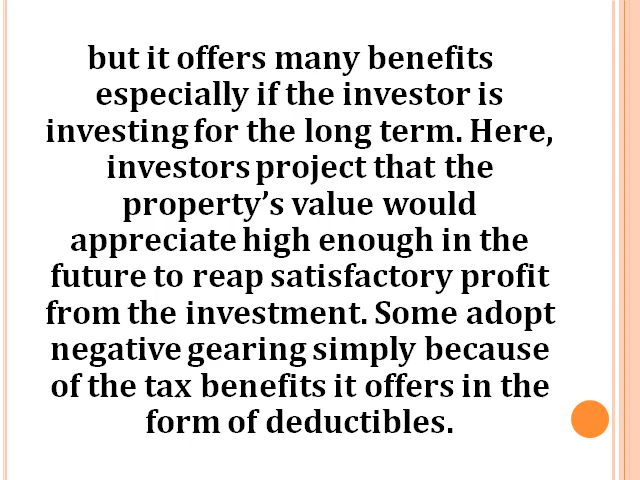 but it offers many benefits
especially if the investor is
investing for the long term. Here,
investors project that the
property’s value would
appreciate high enough in the
future to reap satisfactory profit
from the investment. Some adopt
negative gearing simply because
of the tax benefits it offers in the
form of deductibles.